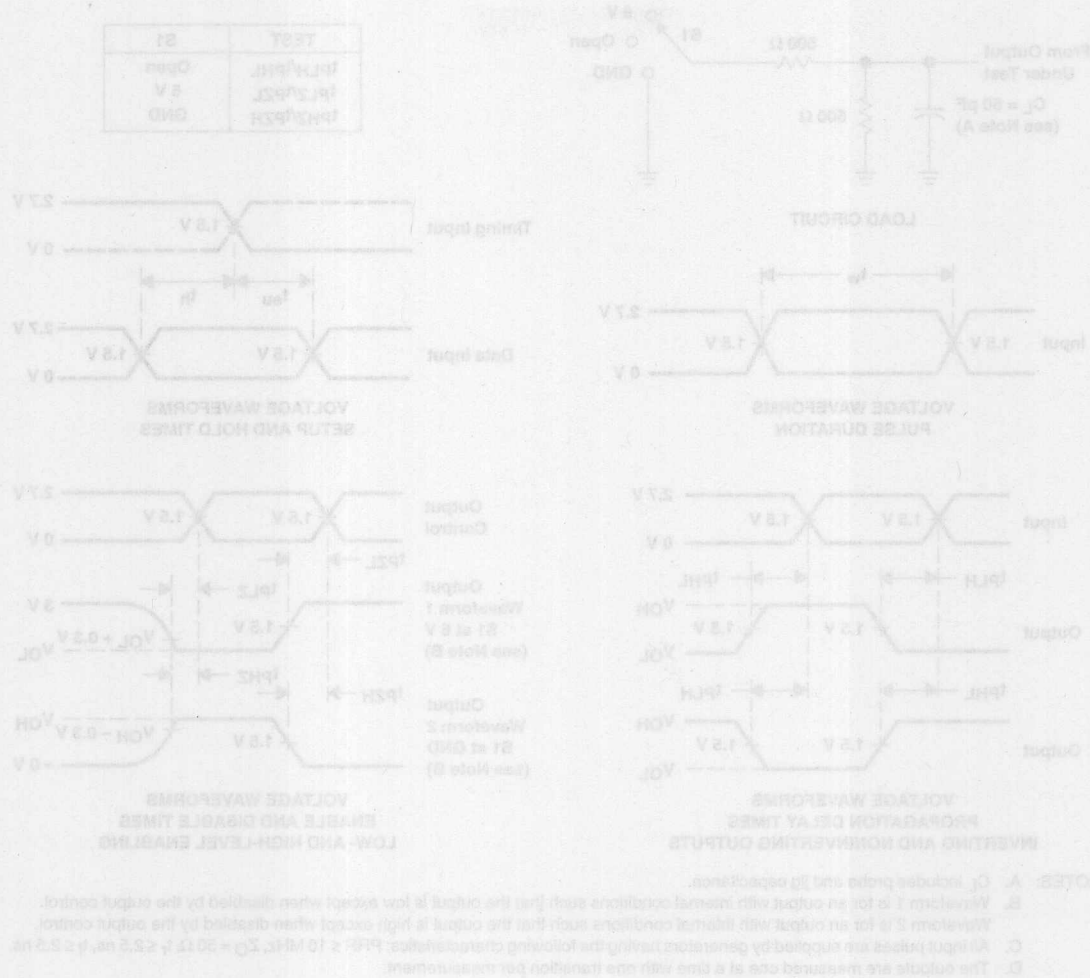 From Output
Under Test
CL = 50 pF
(see Note A)
500 Ω
S1
6 V
Open
GND
500 Ω
LOAD CIRCUIT
TEST S1
tPLH/tPHL Open
tPLZ/tPZL 6 V
tPHZ/tPZH GND
tw
Input 1.5 V 1.5 V 2.7 V
0 V
VOLTAGE WAVEFORMS
PULSE DURATION
Timing Input 1.5 V 2.7 V
0 V
tsu th
Data Input 1.5 V 1.5 V 2.7 V
0 V
VOLTAGE WAVEFORMS
SETUP AND HOLD TIMES
Input 1.5 V 1.5 V 2.7 V
0 V
tPLH tPHL
Output 1.5 V 1.5 V VOH
VOL
tPHL tPLH
Output 1.5 V 1.5 V VOH
VOL
VOLTAGE WAVEFORMS
PROPAGATION DELAY TIMES
INVERTING AND NONINVERTING OUTPUTS
Output
Control
1.5 V 1.5 V 2.7 V
0 V
tPZL
tPLZ
Output
Waveform 1
S1 at 6 V
(see Note B)
1.5 V VOL + 0.3 V 3 V
VOL
tPZH
tPHZ
Output
Waveform 2
S1 at GND
(see Note B)
1.5 V VOH − 0.3 V VOH
≈0 V
VOLTAGE WAVEFORMS
ENABLE AND DISABLE TIMES
LOW- AND HIGH-LEVEL ENABLING
NOTES: A. CL includes probe and jig capacitance.
B. Waveform 1 is for an output with internal conditions such that the output is low except when disabled by the output control.
Waveform 2 is for an output with internal conditions such that the output is high except when disabled by the output control.
C. All input pulses are supplied by generators having the following characteristics: PRR ≤ 10 MHz, ZO = 50 Ω, tr ≤ 2.5 ns, tf ≤ 2.5 ns
D. The outputs are measured one at a time with one transition per measurement.